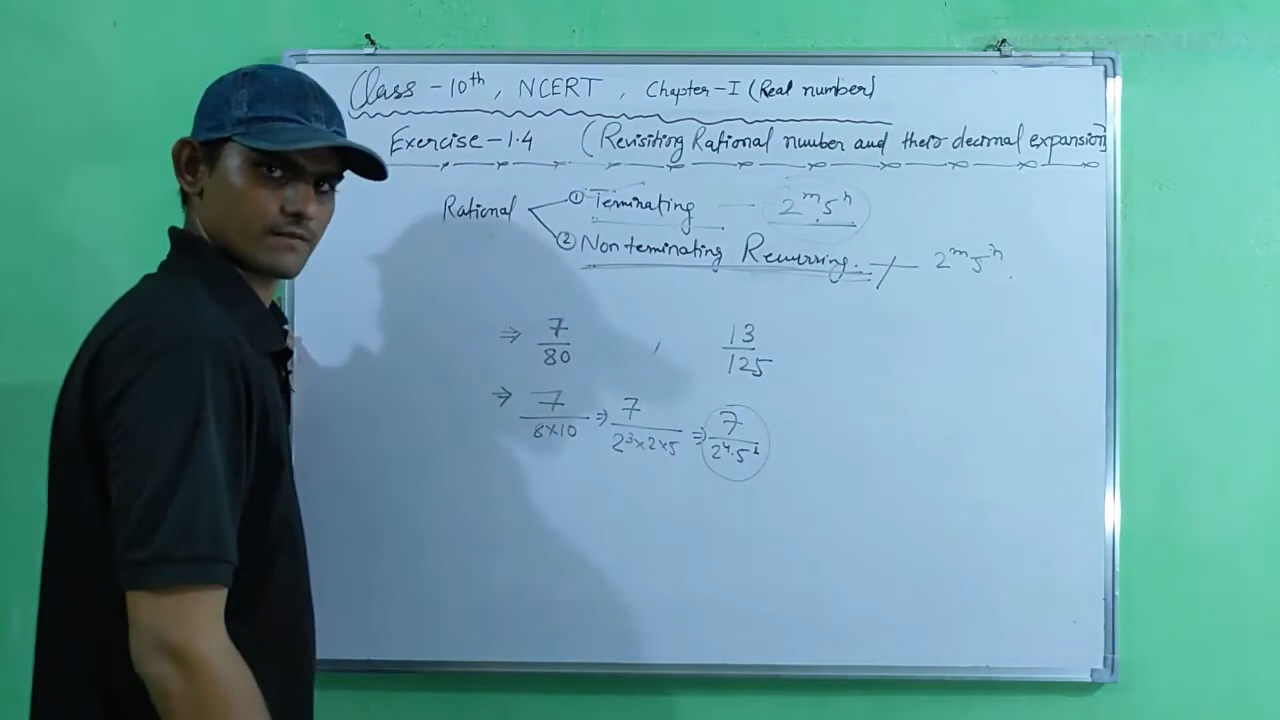 Class - 10th, NCERT, Chapter-I (Real number)
Exercise - 1.4 (Revisiting Rational number and their decimal expansion)
Rational ① Terminating — 2^m 5^n
② Non terminating Recurring. -/- 2^m 5^n.
⇒ 7/80 , 13/125
⇒ 7/8×10 ⇒ 7/2³×2×5 ⇒ 7/2⁴·5¹